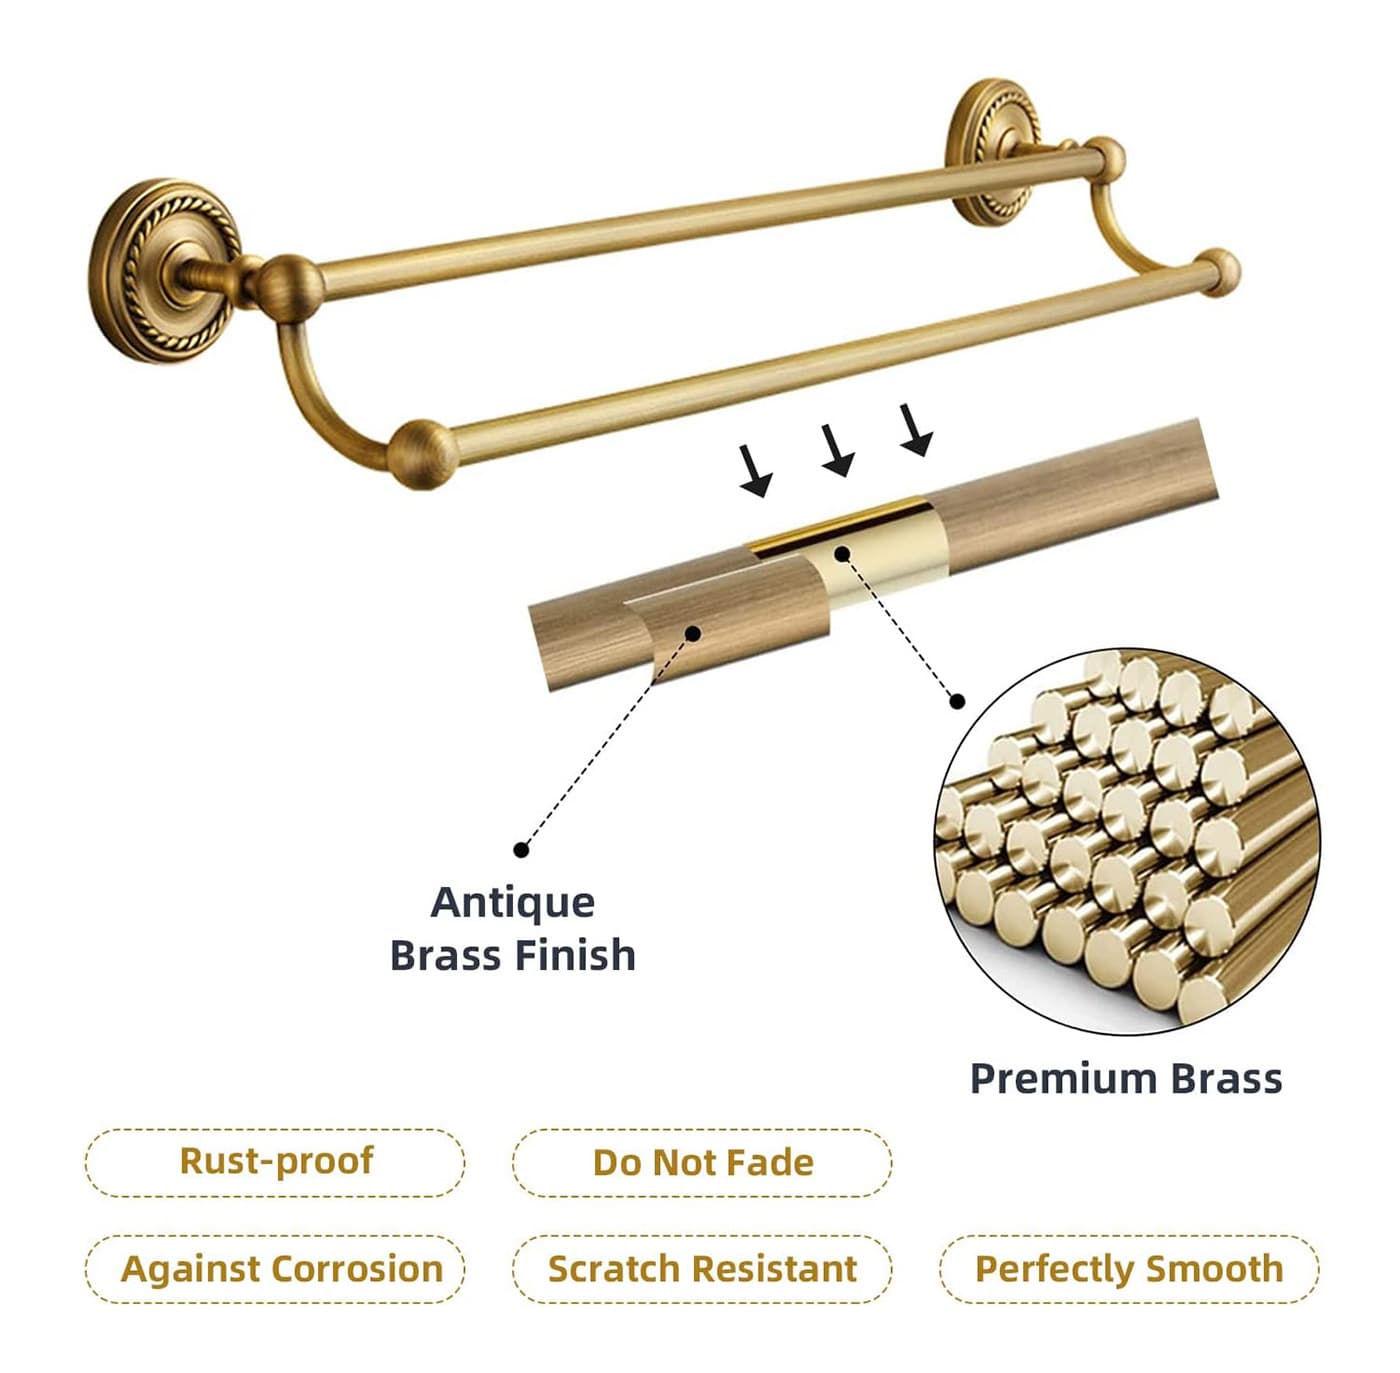 Antique
Brass Finish
Premium Brass
Rust-proof
Do Not Fade
Against Corrosion
Scratch Resistant
Perfectly Smooth